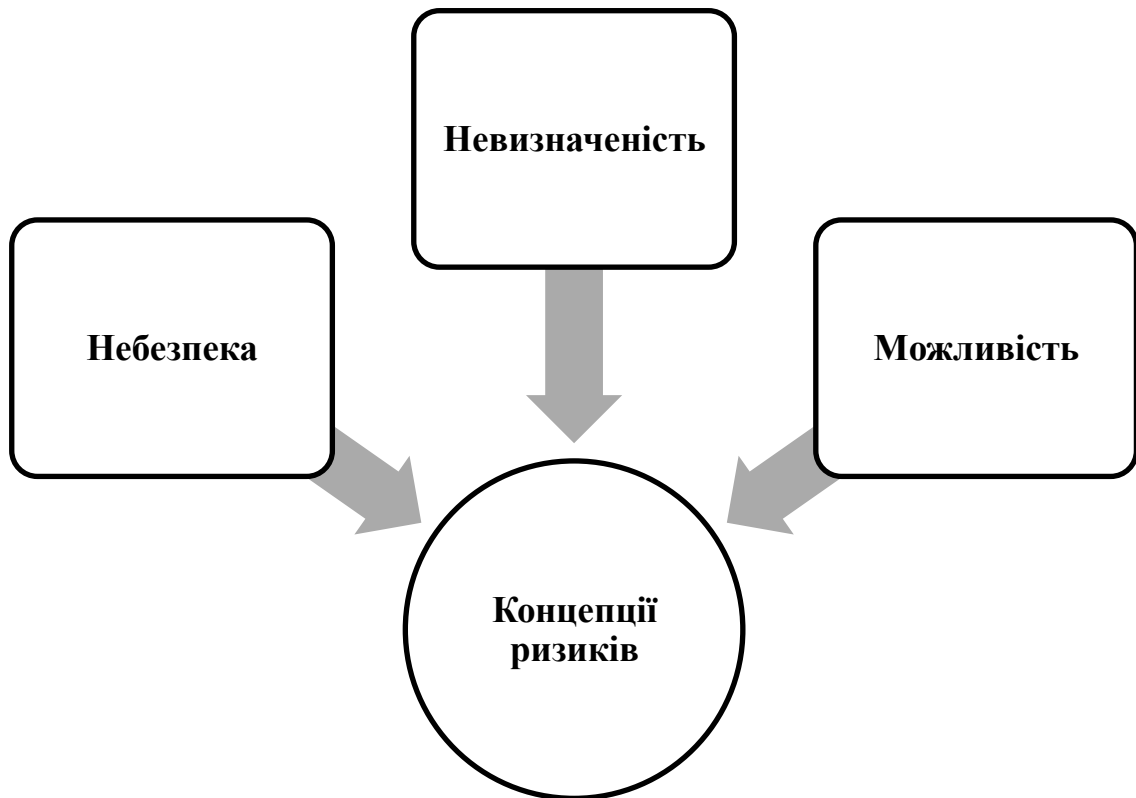 Невизначеність
Небезпека
Можливість
Концепції
ризиків